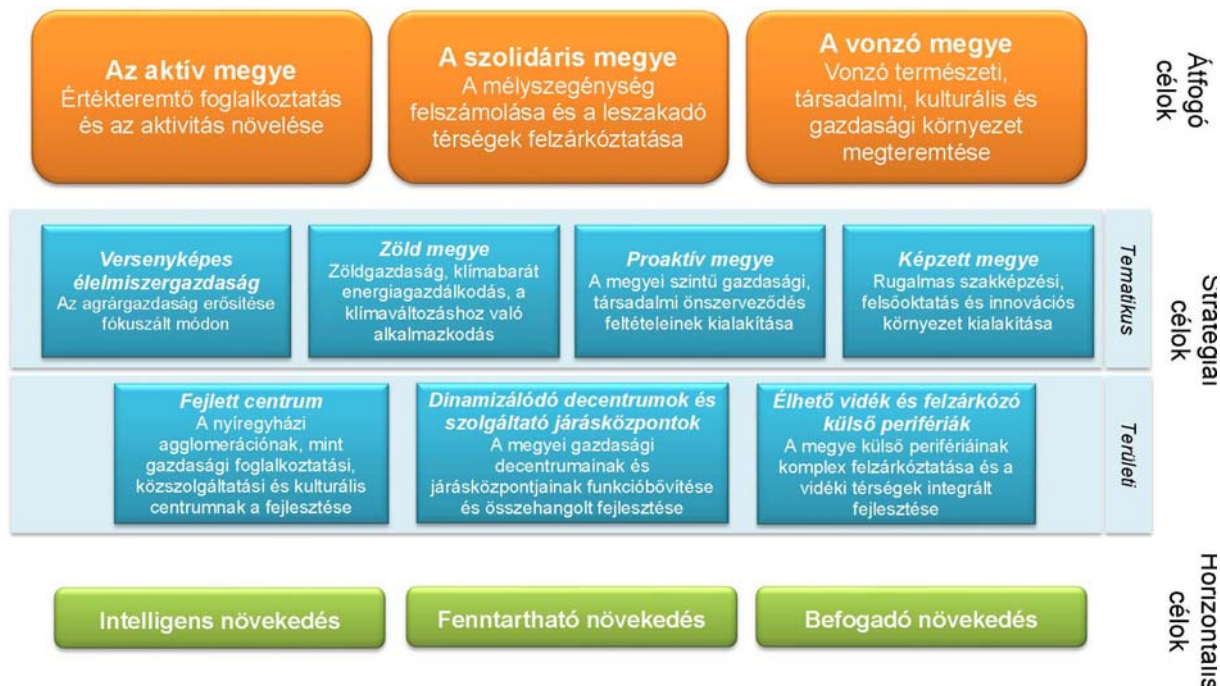 Az aktív megye
Értékteremtő foglalkoztatás
és az aktivitás növelése
A szolidáris megye
A mélyszegénység
felszámolása és a leszakadó
térségek felzárkóztatása
A vonzó megye
Vonzó természeti,
társadalmi, kulturális és
gazdasági környezet
megteremtése
Átfogó
célok
Versenyképes
élelmiszergazdaság
Az agrárgazdaság erősítése
fókuszált módon
Zöld megye
Zöldgazdaság, klímabarát
energiagazdálkodás, a
klímaváltozáshoz való
alkalmazkodás
Proaktív megye
A megyei szintű gazdasági,
társadalmi önszerveződés
feltételeinek kialakítása
Képzett megye
Rugalmas szakképzési,
felsőoktatás és innovációs
környezet kialakítása
Tematikus
Stratégiai
célok
Fejlett centrum
A nyíregyházi
agglomerációnak, mint
gazdasági foglalkoztatási,
közszolgáltatási és kulturális
centrumnak a fejlesztése
Dinamizálódó decentrumok és
szolgáltató járásközpontok
A megyei gazdasági
decentrumainak és
járásközpontjainak funkcióbővítése
és összehangolt fejlesztése
Élhető vidék és felzárkózó
külső perifériák
A megye külső perifériáinak
komplex felzárkóztatása és a
vidéki térségek integrált
fejlesztése
Területi
Intelligens növekedés
Fenntartható növekedés
Befogadó növekedés
Horizontális
célok